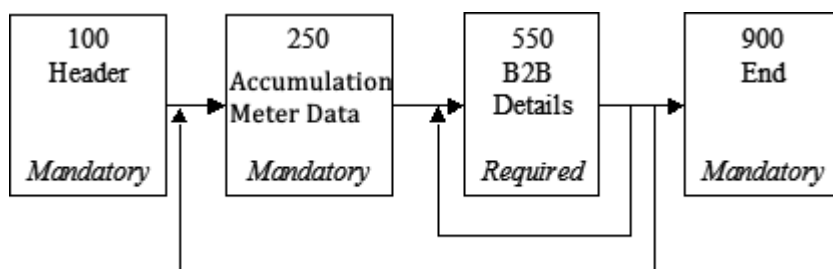 100
Header
Mandatory
250
Accumulation
Meter Data
Mandatory
550
B2B
Details
Required
900
End
Mandatory